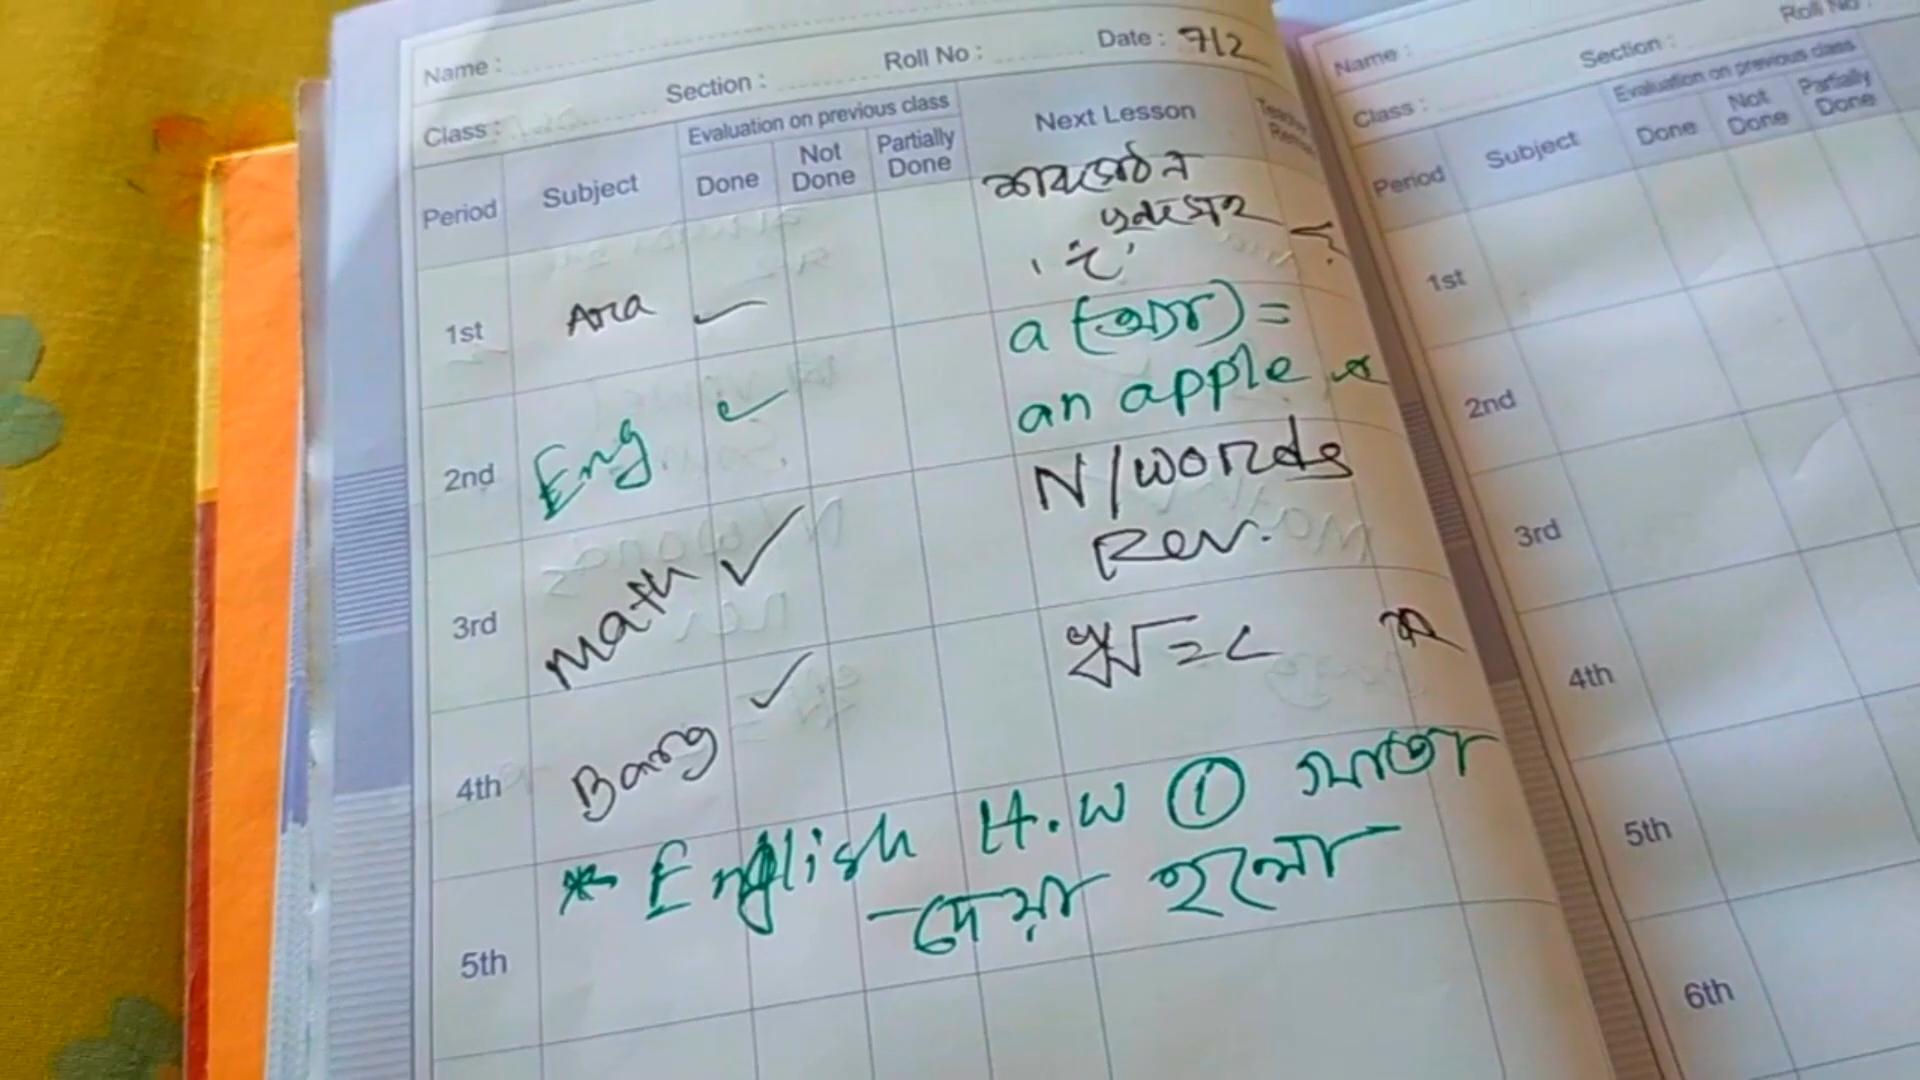 Name :
Section :
Roll No :
Date : 7/2
Class :
Period
Subject
Evaluation on previous class
Done
Not Done
Partially Done
Next Lesson
1st
Ara
2nd
Eng.
a ( ) =
an apple
3rd
Math
N/words
Rev.
4th
Bang
* English H.W ① খাতা
দেয়া হলো
5th
Name :
Section :
Roll No :
Class :
Evaluation on previous class
Period
Subject
Done
Not Done
Partially Done
1st
2nd
3rd
4th
5th
6th